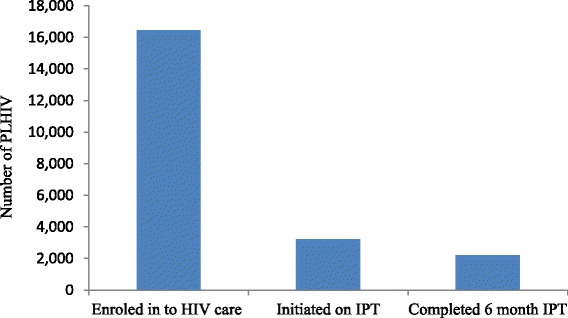 18,000
16,000
14,000
12,000
10,000
8,000
6,000
4,000
2,000
0
Number of PLHIV
Enroled in to HIV care
Initiated on IPT
Completed 6 month IPT